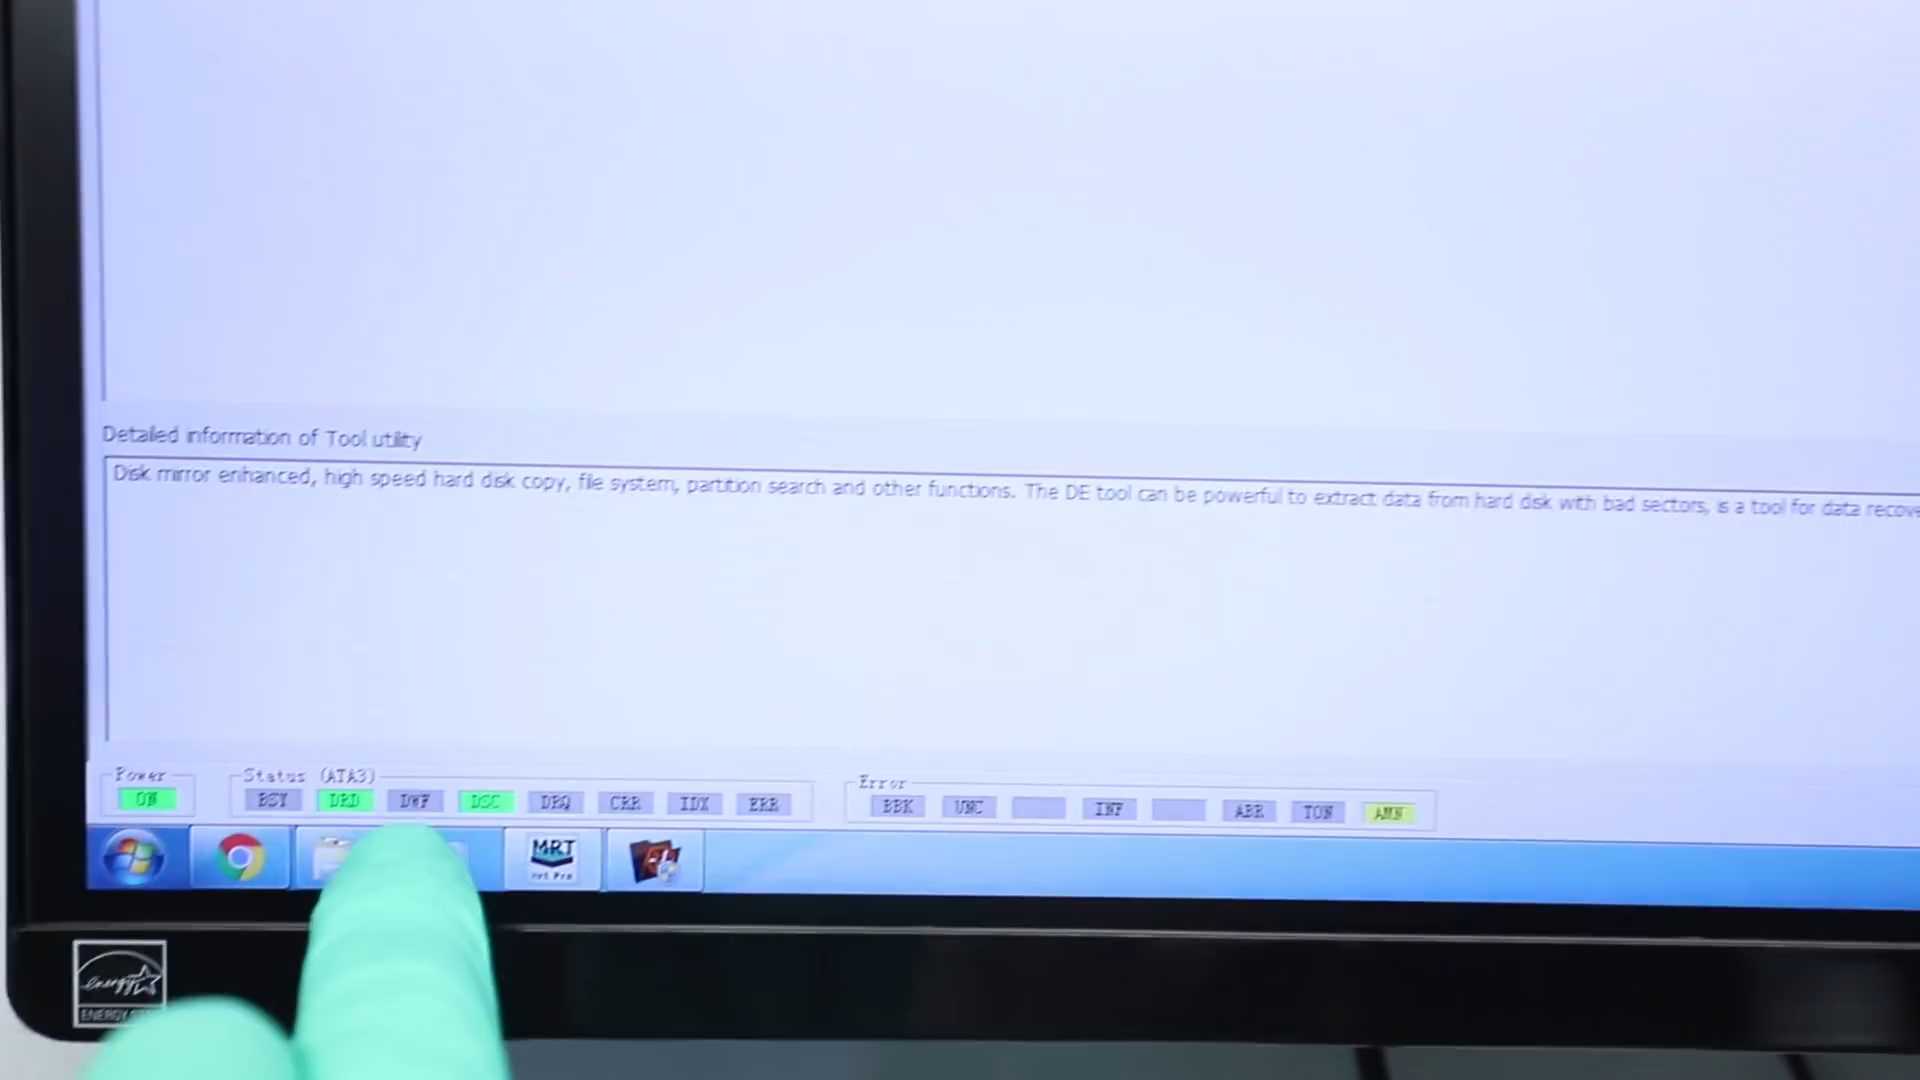 Detailed information of Tool utility
Disk mirror enhanced, high speed hard disk copy, file system, partition search and other functions. The DE tool can be powerful to extract data from hard disk with bad sectors, is a tool for data recove
Power Status (ATA3) Error
ON BSY DRD DWF DSC DRQ CRR IDX ERR BBK UNC INF ABR TON AMN
MRT
energy
ENERGY